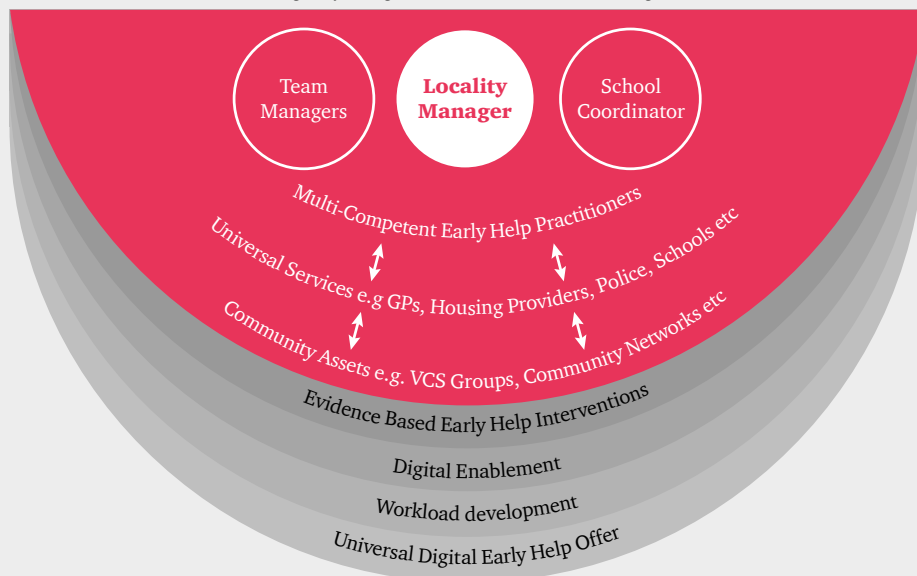 Team
Managers
Locality
Manager
School
Coordinator
Multi-Competent Early Help Practitioners
Universal Services e.g GPs, Housing Providers, Police, Schools etc
Community Assets e.g. VCS Groups, Community Networks etc
Evidence Based Early Help Interventions
Digital Enablement
Workload development
Universal Digital Early Help Offer